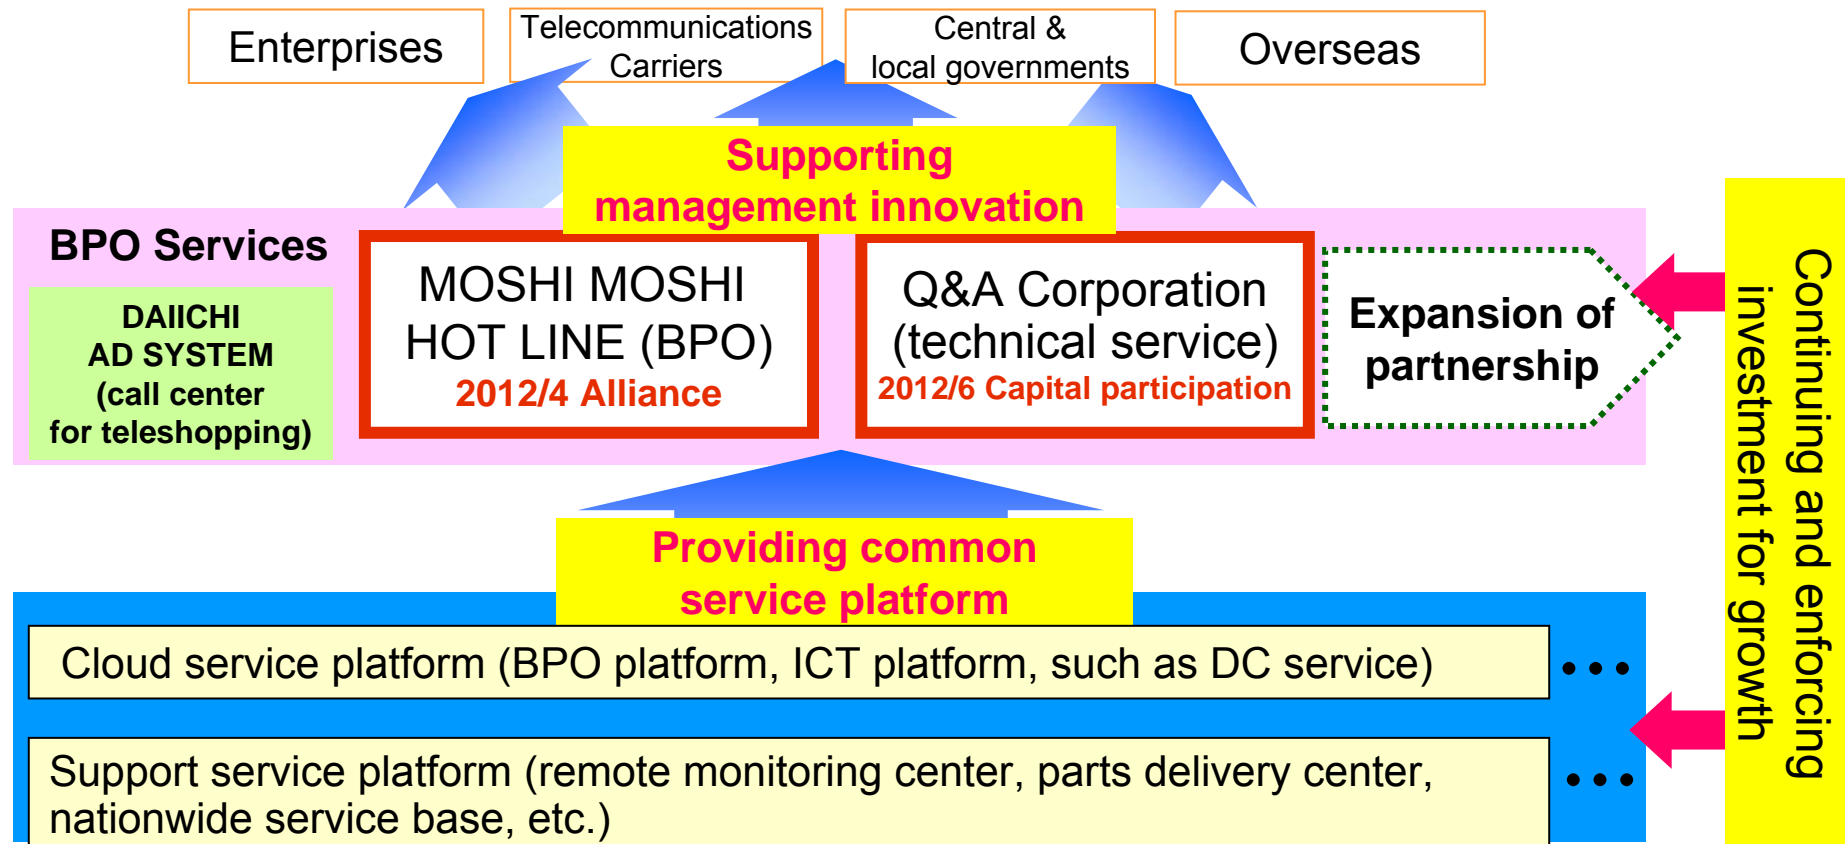 Enterprises
Telecommunications
Carriers
Central &
local governments
Overseas
Supporting
management innovation
BPO Services
DAIICHI
AD SYSTEM
(call center
for teleshopping)
MOSHI MOSHI
HOT LINE (BPO)
2012/4 Alliance
Q&A Corporation
(technical service)
2012/6 Capital participation
Expansion of
partnership
Continuing and enforcing
investment for growth
Providing common
service platform
Cloud service platform (BPO platform, ICT platform, such as DC service)
•••
Support service platform (remote monitoring center, parts delivery center,
nationwide service base, etc.)
•••